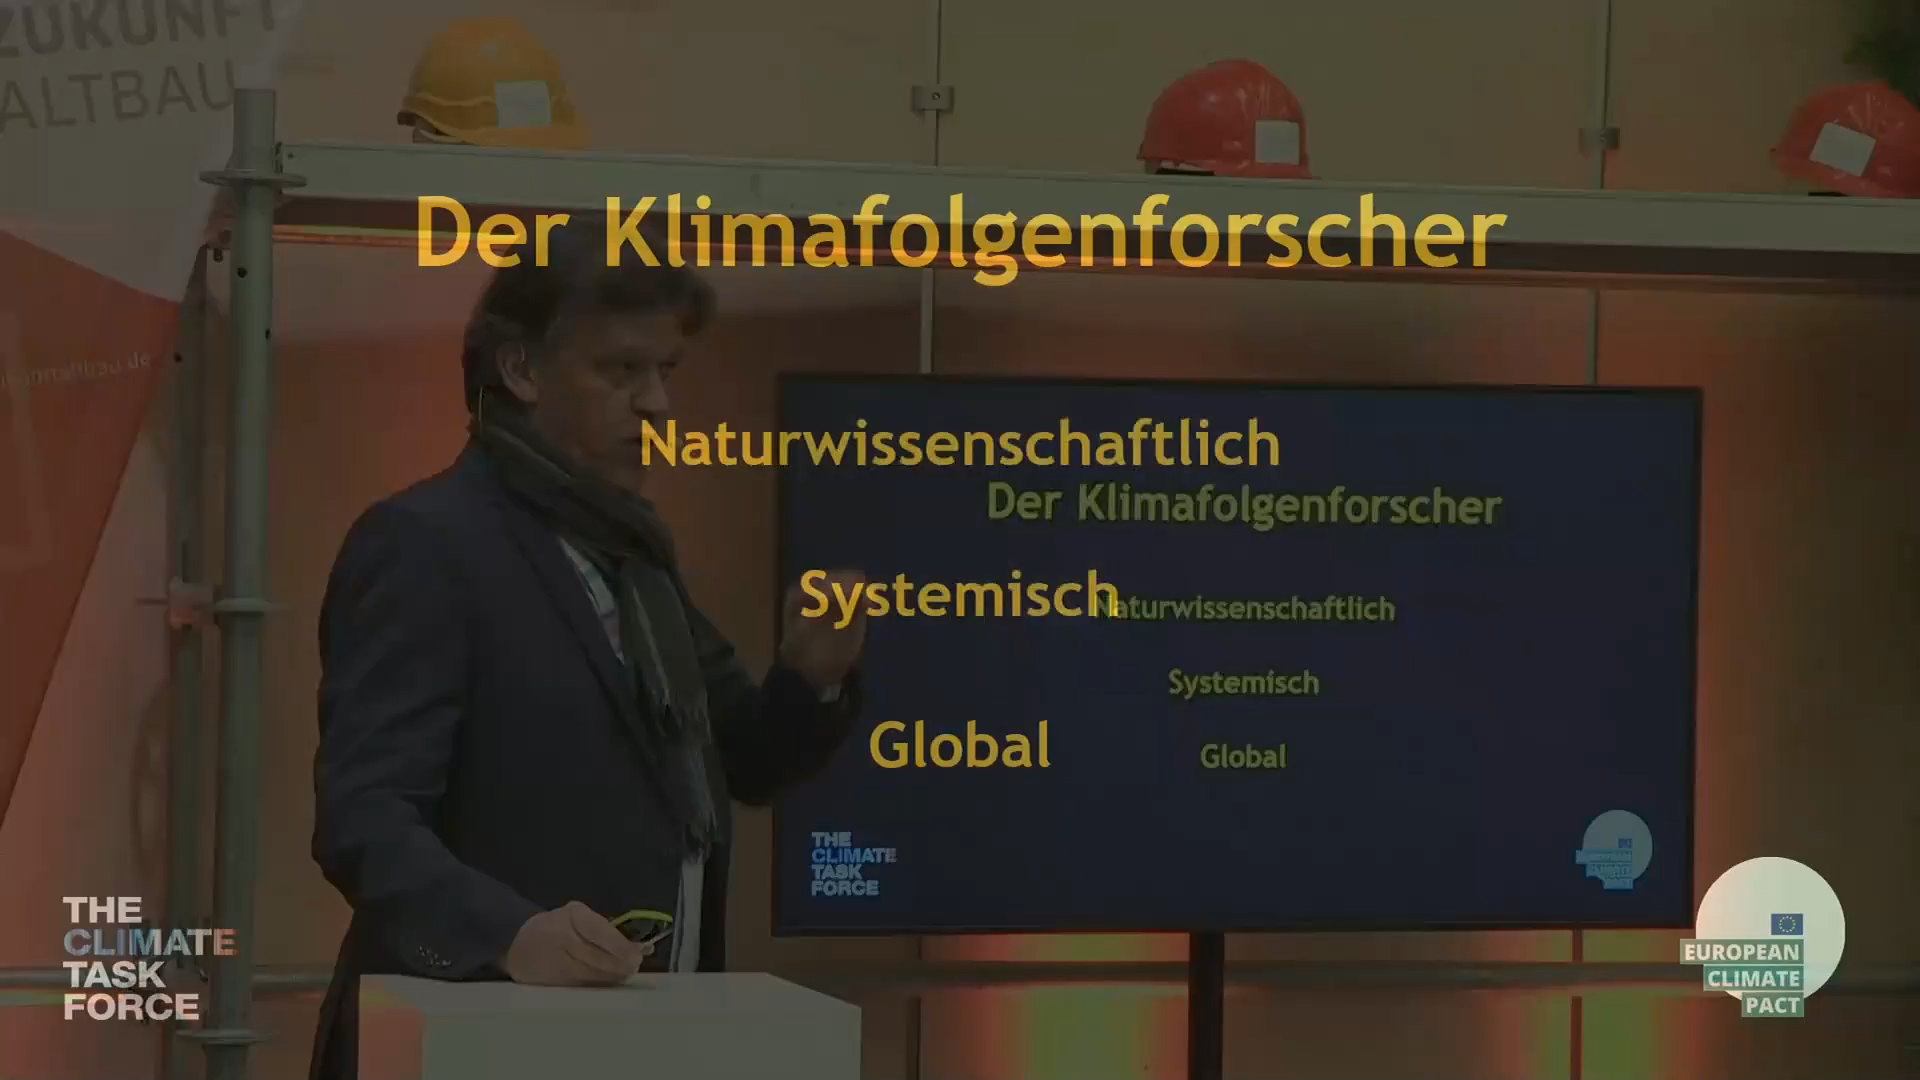 ZUKUNFT
ALTBAU
Der Klimafolgenforscher
Naturwissenschaftlich
Systemisch
Global
Der Klimafolgenforscher
Naturwissenschaftlich
Systemisch
Global
THE
CLIMATE
TASK
FORCE
THE
CLIMATE
TASK
FORCE
EUROPEAN
CLIMATE
PACT